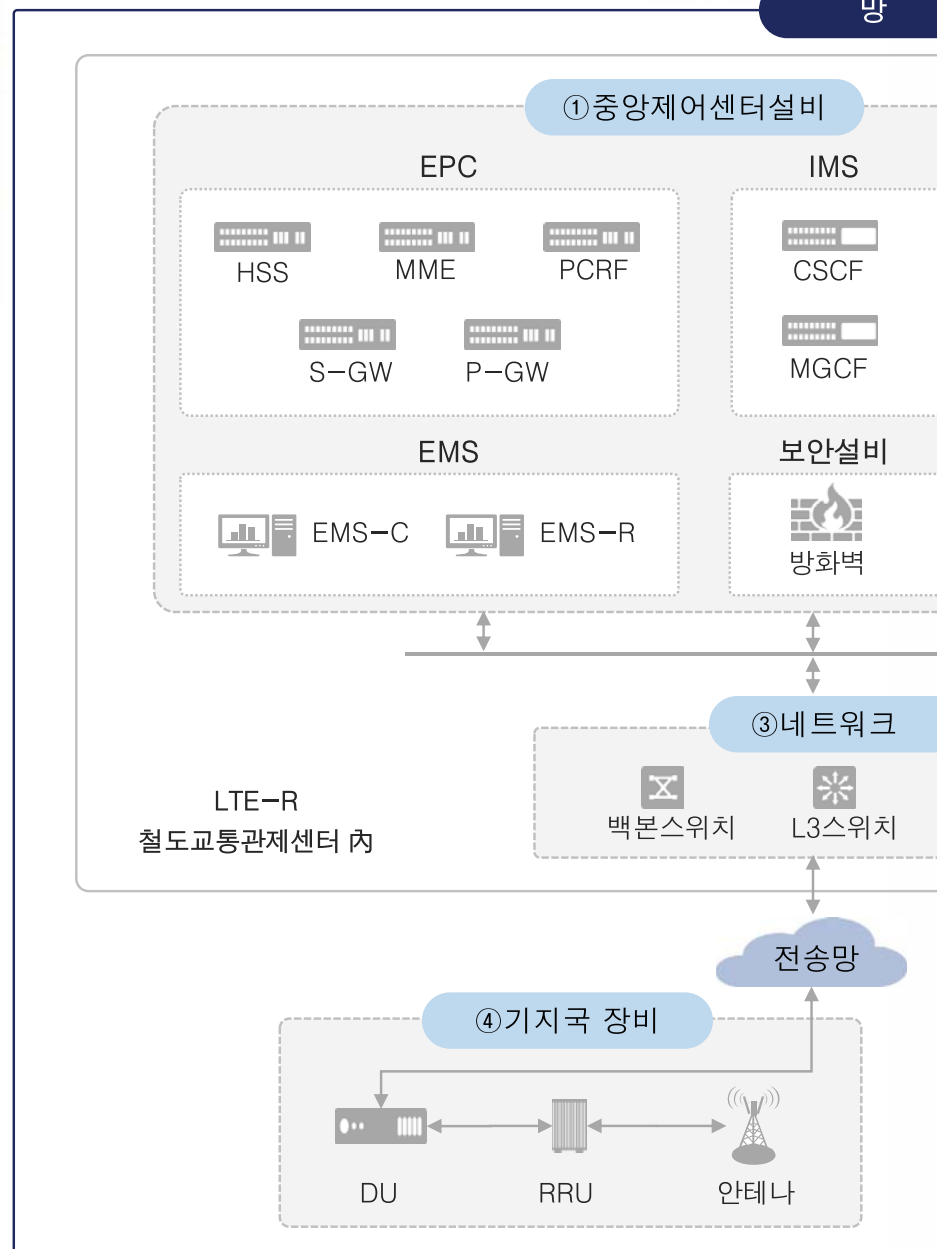 망
①중앙제어센터설비
EPC
IMS
HSS
MME
PCRF
CSCF
S-GW
P-GW
MGCF
EMS
보안설비
EMS-C
EMS-R
방화벽
③네트워크
LTE-R
철도교통관제센터 內
백본스위치
L3스위치
전송망
④기지국 장비
DU
RRU
안테나